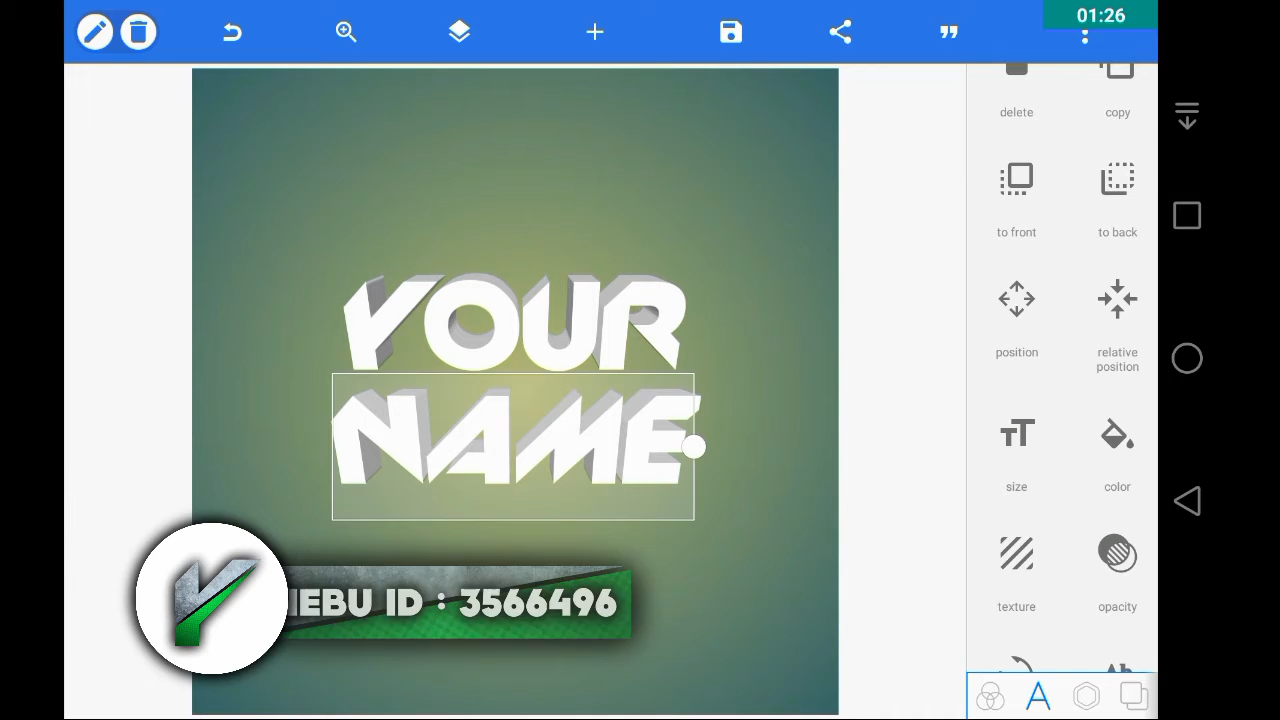 01:26
delete copy
to front to back
YOUR
NAME
position relative position
size color
EBU ID : 3566496
texture opacity